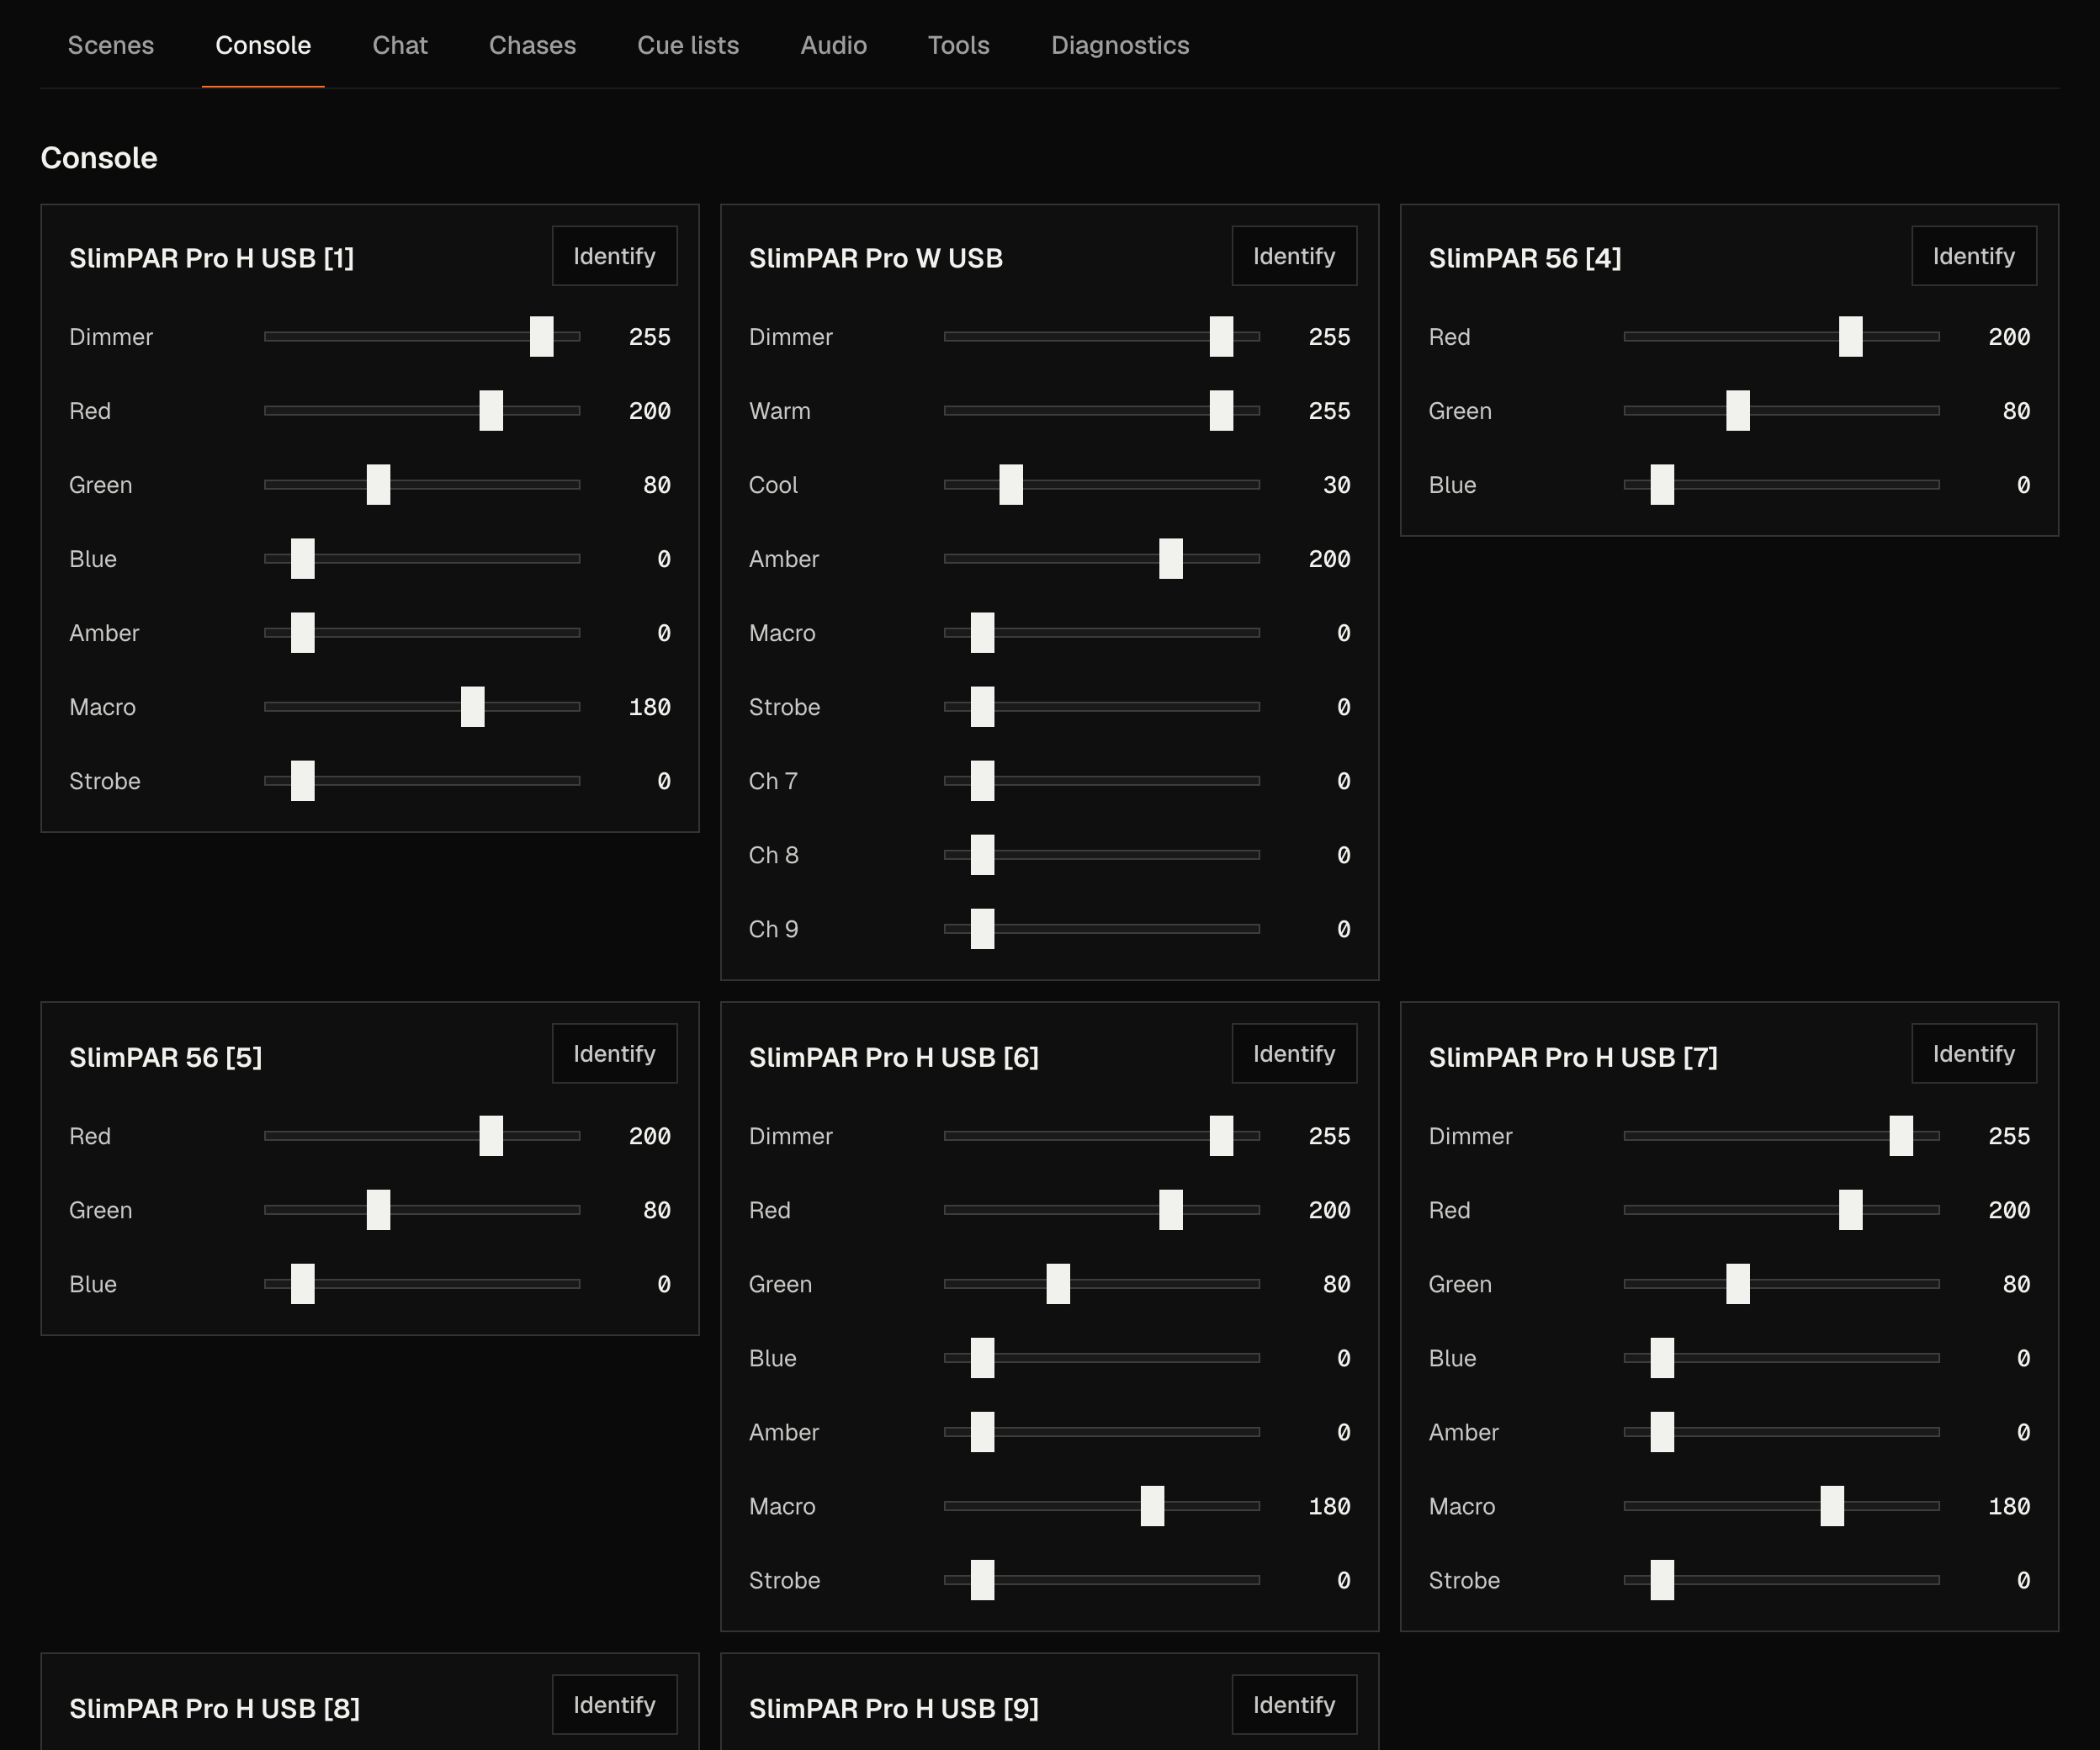 Scenes Console Chat Chases Cue lists Audio Tools Diagnostics
Console
SlimPAR Pro H USB [1] Identify
Dimmer 255
Red 200
Green 80
Blue 0
Amber 0
Macro 180
Strobe 0
SlimPAR Pro W USB Identify
Dimmer 255
Warm 255
Cool 30
Amber 200
Macro 0
Strobe 0
Ch 7 0
Ch 8 0
Ch 9 0
SlimPAR 56 [4] Identify
Red 200
Green 80
Blue 0
SlimPAR 56 [5] Identify
Red 200
Green 80
Blue 0
SlimPAR Pro H USB [6] Identify
Dimmer 255
Red 200
Green 80
Blue 0
Amber 0
Macro 180
Strobe 0
SlimPAR Pro H USB [7] Identify
Dimmer 255
Red 200
Green 80
Blue 0
Amber 0
Macro 180
Strobe 0
SlimPAR Pro H USB [8] Identify
SlimPAR Pro H USB [9] Identify